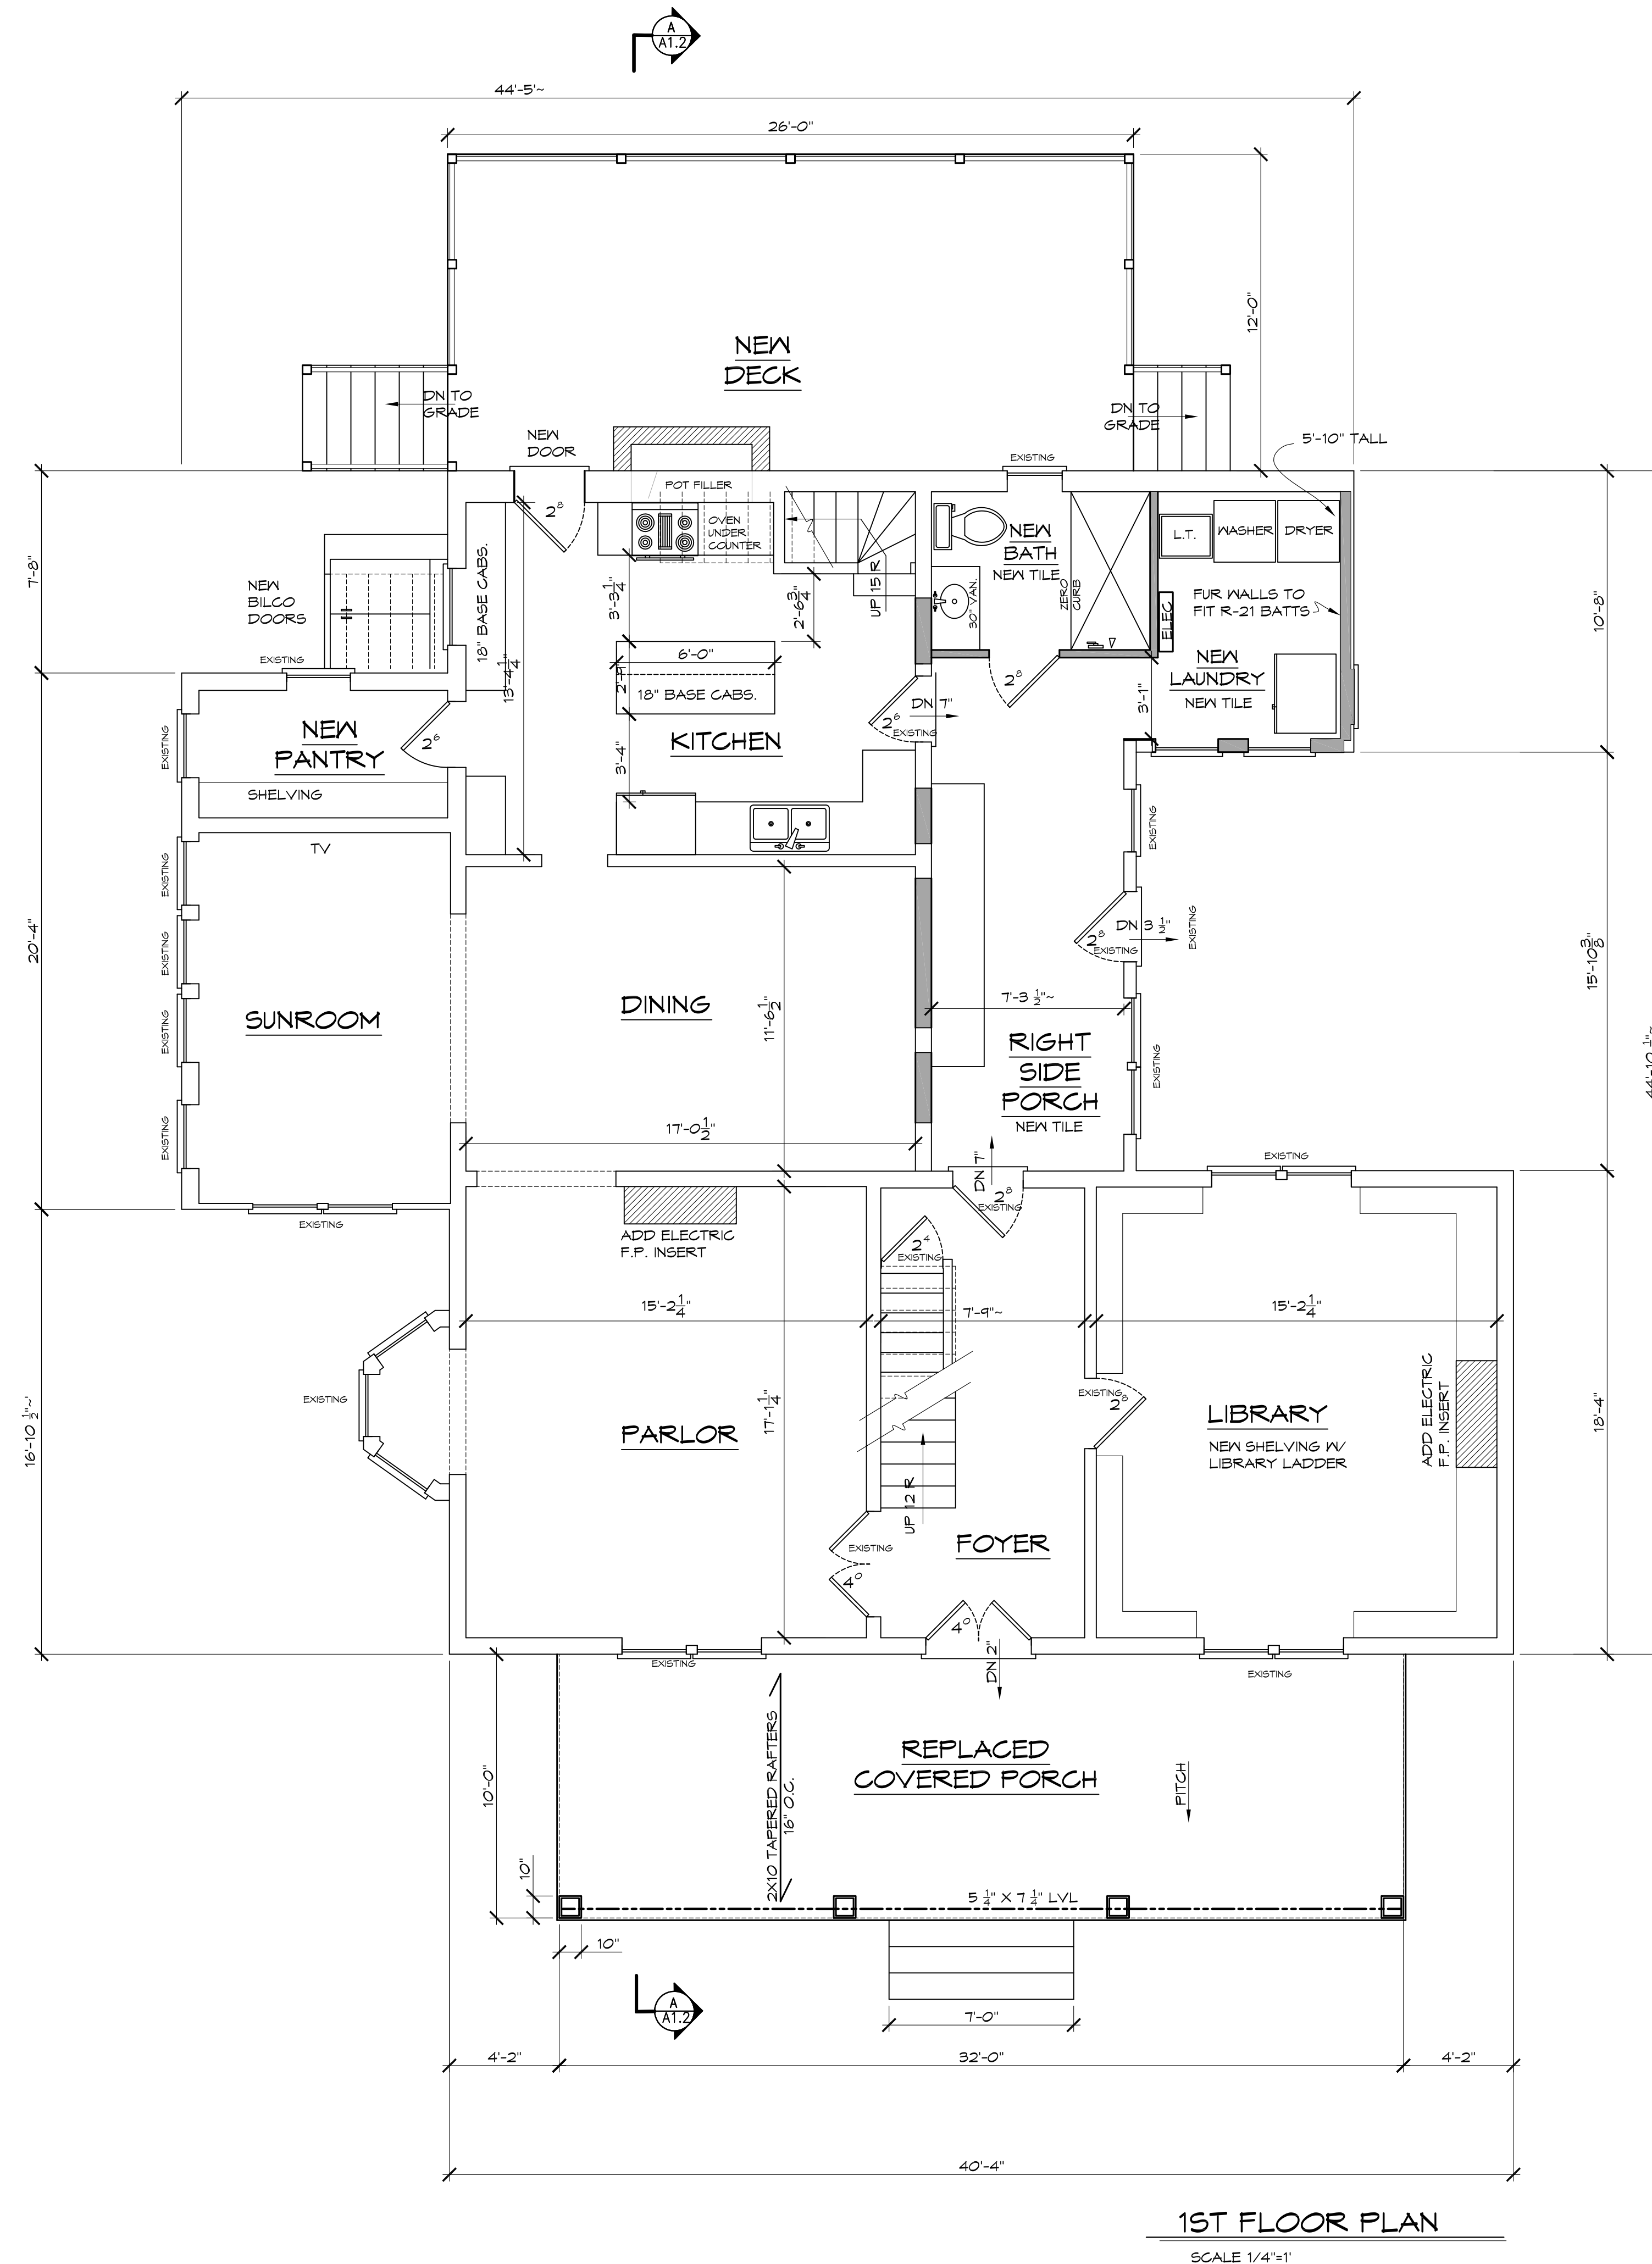 A
A1.2
44'-5"~
26'-0"
NEW
DECK
12'-0"
DN TO
GRADE
DN TO
GRADE
5'-10" TALL
NEW
DOOR
2⁸
POT FILLER
OVEN
UNDER
COUNTER
EXISTING
NEW
BATH
NEW TILE
30" VAN.
ZERO
CURB
L.T.
WASHER
DRYER
ELEC
FUR WALLS TO
FIT R-21 BATTS
NEW
LAUNDRY
NEW TILE
7'-8"
10'-8"
NEW
BILCO
DOORS
EXISTING
18" BASE CABS.
13'-4 1/4"
3'-3 1/4"
2'-6 3/4"
UP 15 R
6'-0"
2'-9"
18" BASE CABS.
2⁸
3'-1"
DN 7"
2⁶
EXISTING
KITCHEN
3'-4"
EXISTING
NEW
PANTRY
2⁶
SHELVING
TV
EXISTING
EXISTING
EXISTING
EXISTING
EXISTING
20'-4"
SUNROOM
EXISTING
DINING
11'-6 1/2"
17'-0 1/2"
EXISTING
DN 3 1/2"
2⁸
EXISTING
EXISTING
7'-3 1/2"~
RIGHT
SIDE
PORCH
NEW TILE
EXISTING
15'-10 3/8"
44'-10 1/2"~
DN 7"
2⁸
EXISTING
EXISTING
ADD ELECTRIC
F.P. INSERT
2⁴
EXISTING
15'-2 1/4"
7'-9"~
15'-2 1/4"
EXISTING
16'-10 1/2"~'
PARLOR
17'-1 1/4"
EXISTING
2⁸
LIBRARY
NEW SHELVING W/
LIBRARY LADDER
ADD ELECTRIC
F.P. INSERT
18'-4"
UP 12 R
FOYER
EXISTING
4⁰
4⁰
DN 2"
EXISTING
EXISTING
REPLACED
COVERED PORCH
2X10 TAPERED RAFTERS
16" O.C.
PITCH
10'-0"
10"
5 1/4" X 7 1/4" LVL
10"
A
A1.2
7'-0"
4'-2"
32'-0"
4'-2"
40'-4"
1ST FLOOR PLAN
SCALE 1/4"=1'